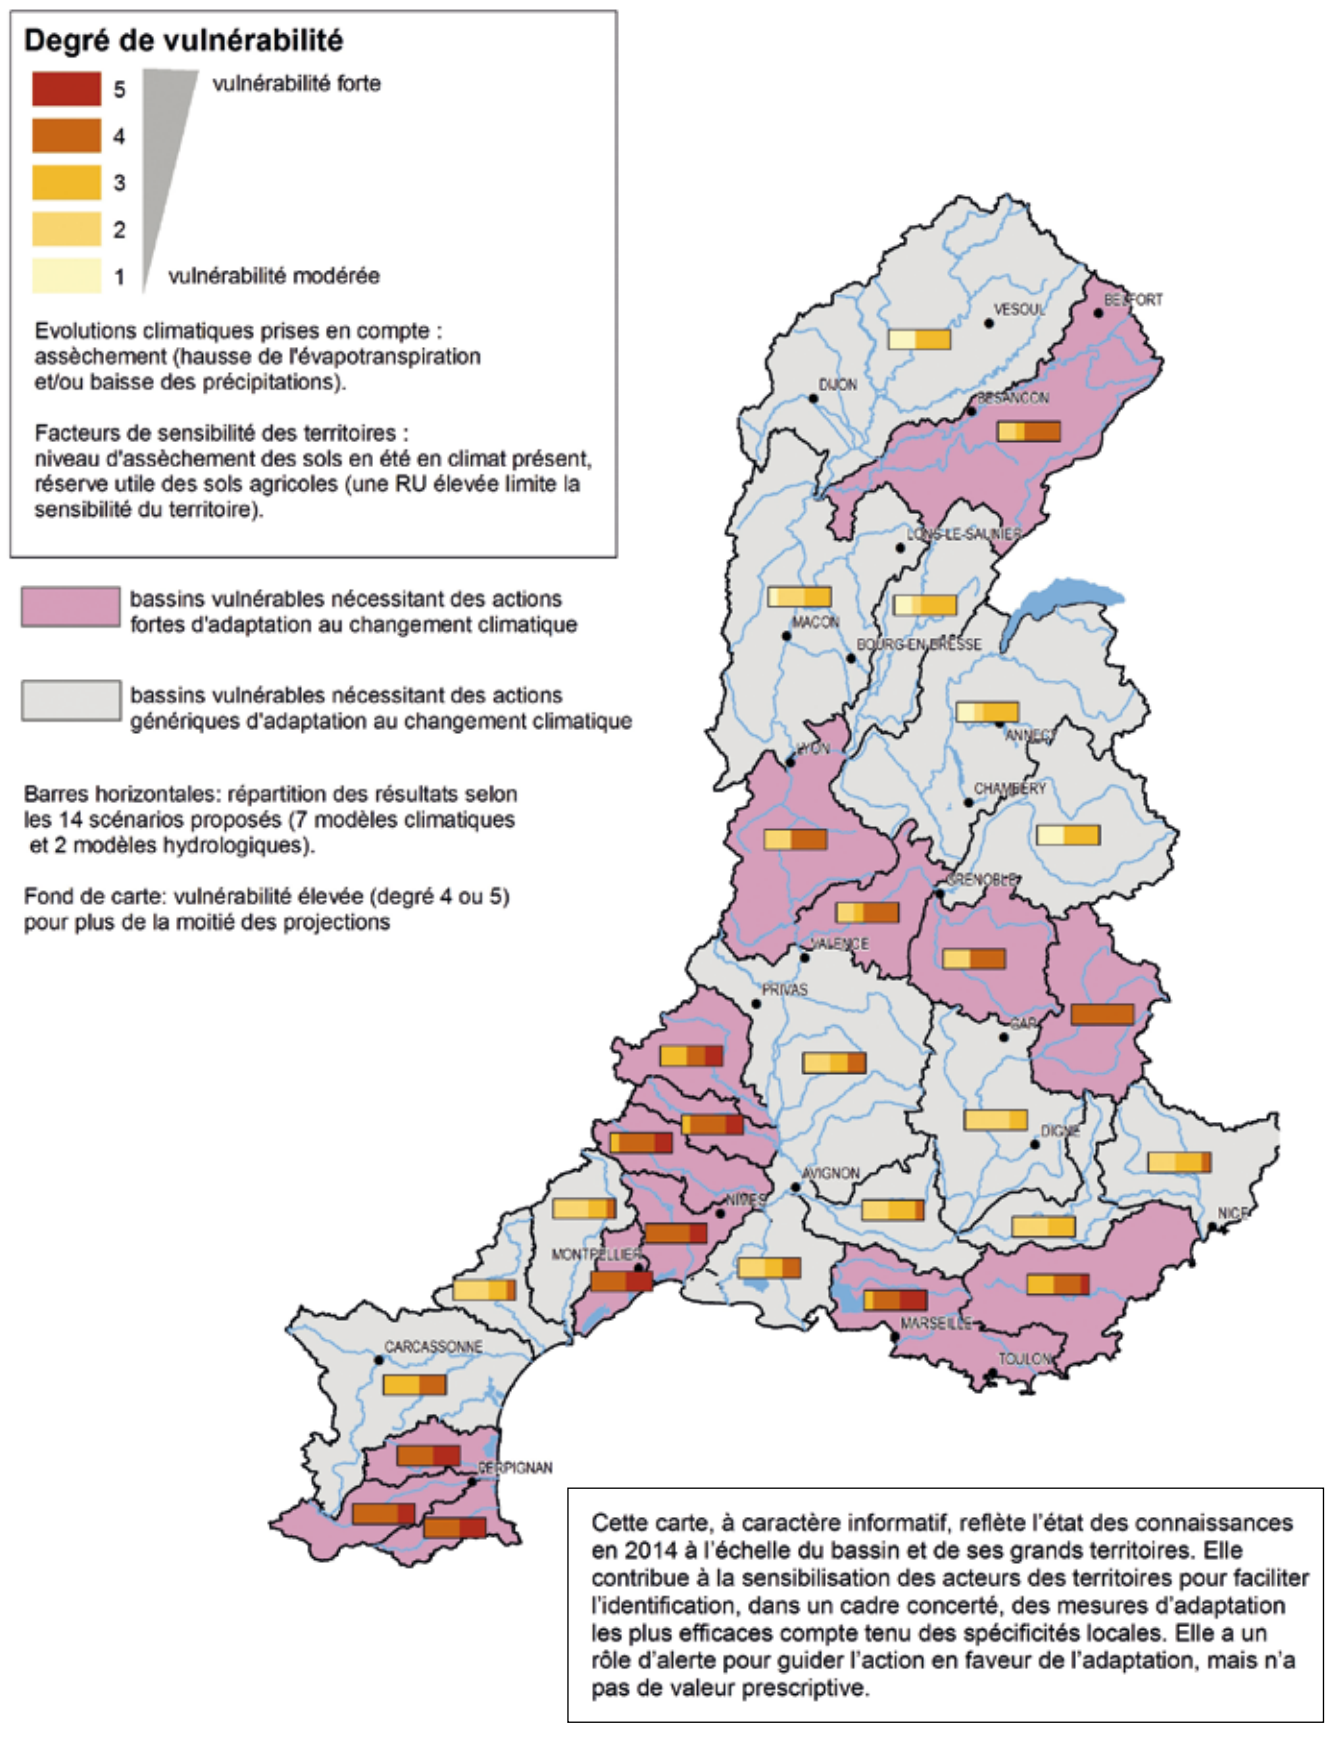 Degré de vulnérabilité
5
vulnérabilité forte
4
3
2
1
vulnérabilité modérée
Evolutions climatiques prises en compte :
assèchement (hausse de l'évapotranspiration
et/ou baisse des précipitations).
Facteurs de sensibilité des territoires :
niveau d'assèchement des sols en été en climat présent,
réserve utile des sols agricoles (une RU élevée limite la
sensibilité du territoire).
bassins vulnérables nécessitant des actions
fortes d'adaptation au changement climatique
bassins vulnérables nécessitant des actions
génériques d'adaptation au changement climatique
Barres horizontales: répartition des résultats selon
les 14 scénarios proposés (7 modèles climatiques
et 2 modèles hydrologiques).
Fond de carte: vulnérabilité élevée (degré 4 ou 5)
pour plus de la moitié des projections
BELFORT
VESOUL
DIJON
BESANCON
LONS-LE-SAUNIER
MACON
BOURG-EN-BRESSE
ANNECY
LYON
CHAMBERY
GRENOBLE
VALENCE
PRIVAS
GAP
DIGNE
AVIGNON
NIMES
NICE
MONTPELLIER
MARSEILLE
TOULON
CARCASSONNE
PERPIGNAN
Cette carte, à caractère informatif, reflète l'état des connaissances
en 2014 à l'échelle du bassin et de ses grands territoires. Elle
contribue à la sensibilisation des acteurs des territoires pour faciliter
l'identification, dans un cadre concerté, des mesures d'adaptation
les plus efficaces compte tenu des spécificités locales. Elle a un
rôle d'alerte pour guider l'action en faveur de l'adaptation, mais n'a
pas de valeur prescriptive.